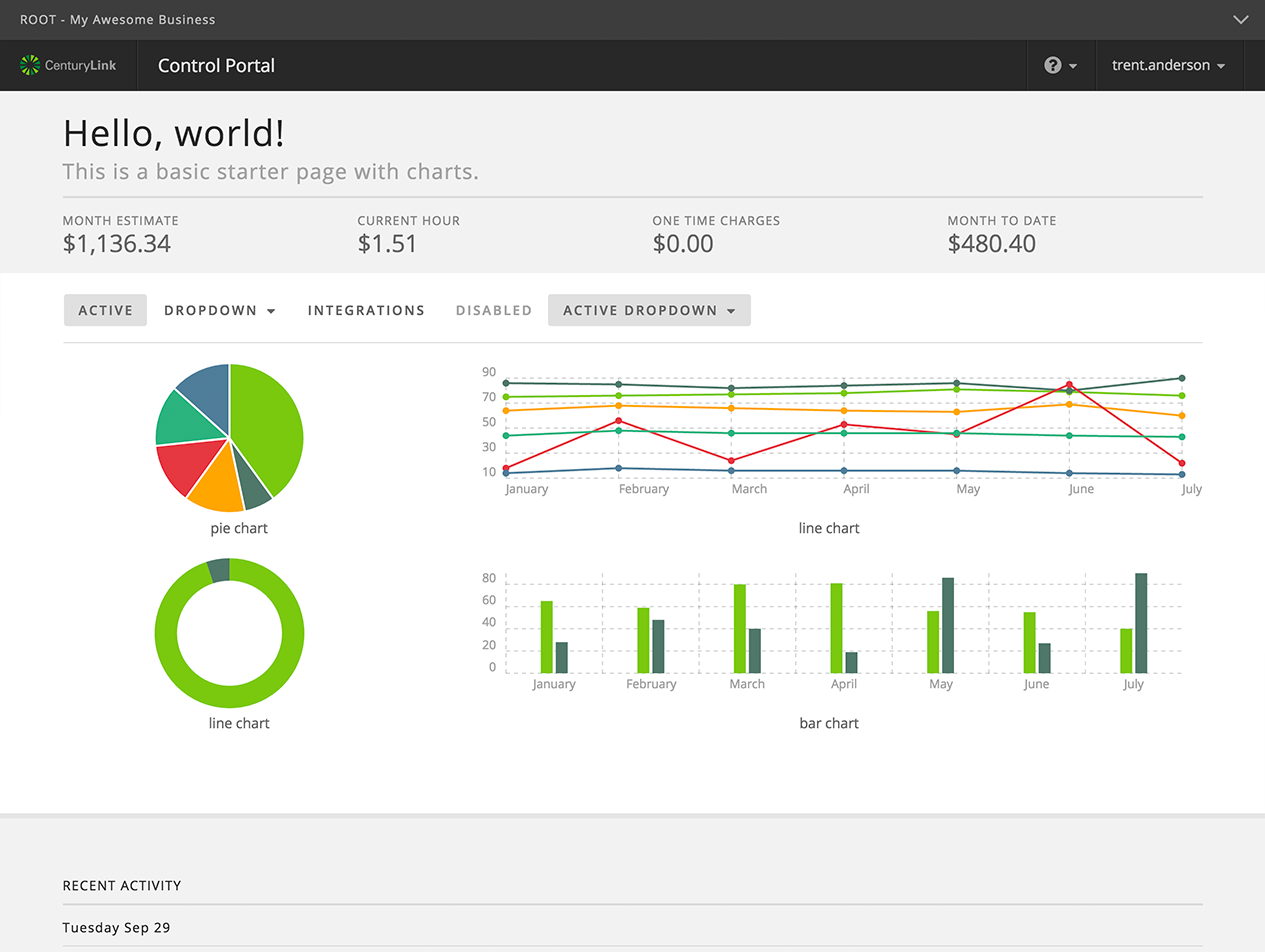 ROOT - My Awesome Business
CenturyLink
Control Portal
?
trent.anderson
Hello, world!
This is a basic starter page with charts.
MONTH ESTIMATE
$1,136.34
CURRENT HOUR
$1.51
ONE TIME CHARGES
$0.00
MONTH TO DATE
$480.40
ACTIVE
DROPDOWN
INTEGRATIONS
DISABLED
ACTIVE DROPDOWN
pie chart
90
70
50
30
10
January
February
March
April
May
June
July
line chart
line chart
80
60
40
20
0
January
February
March
April
May
June
July
bar chart
RECENT ACTIVITY
Tuesday Sep 29